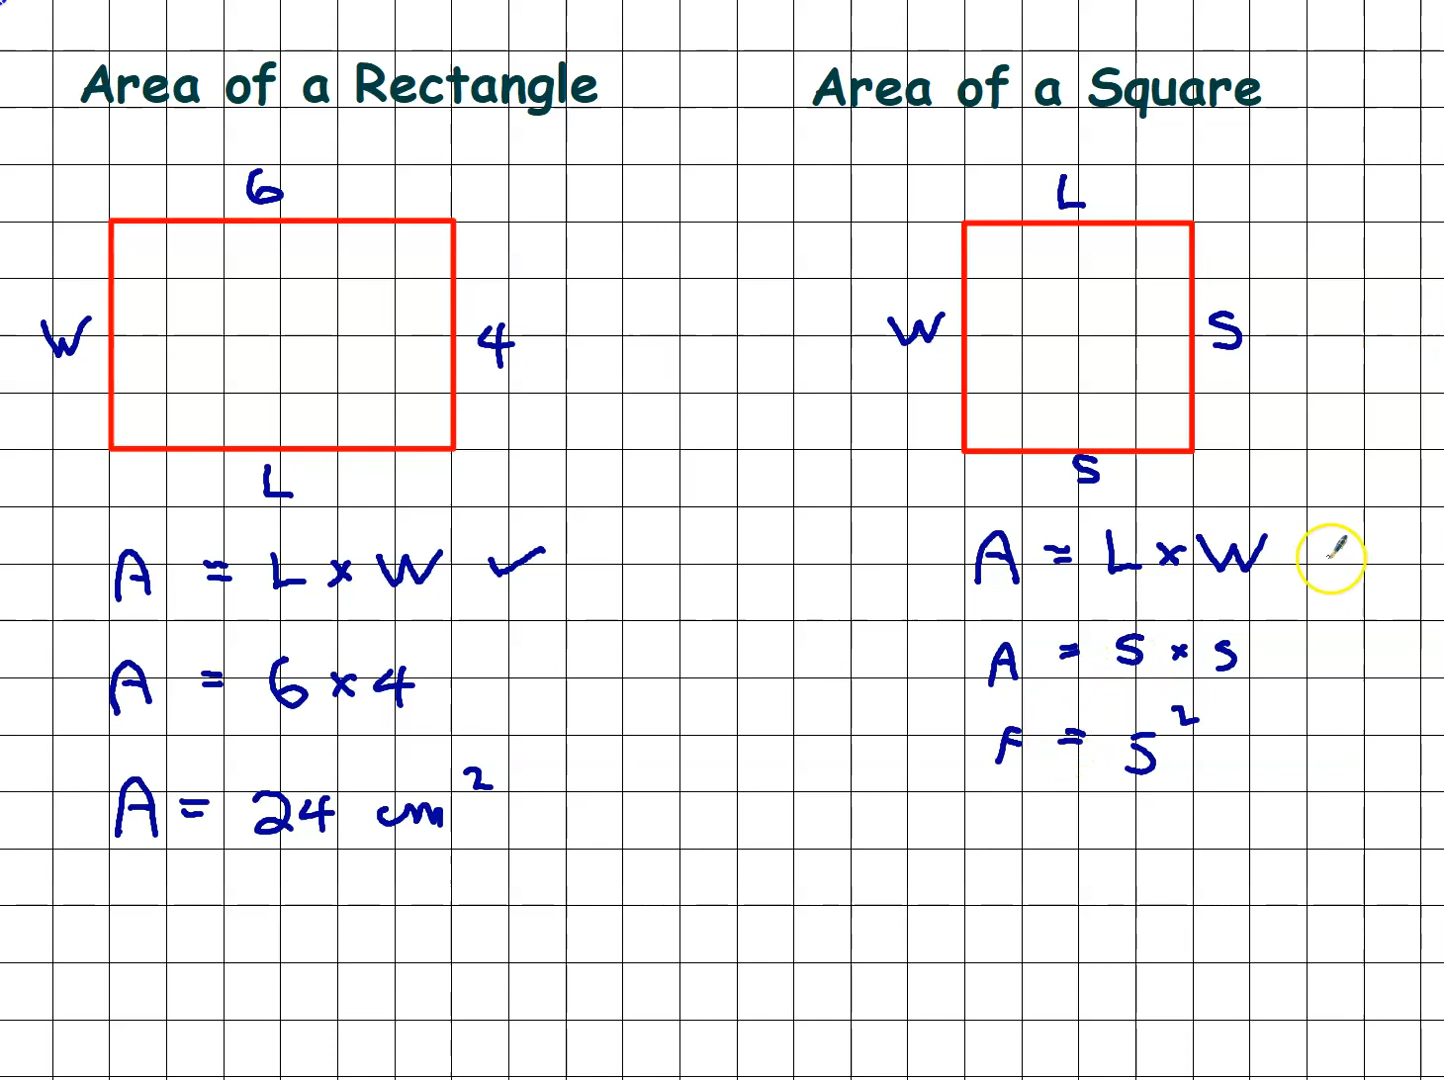 Area of a Rectangle
6
W
4
L
A = L x W ✓
A = 6 x 4
A = 24 cm²
Area of a Square
L
W
S
S
A = L x W
A = S x S
A = S²